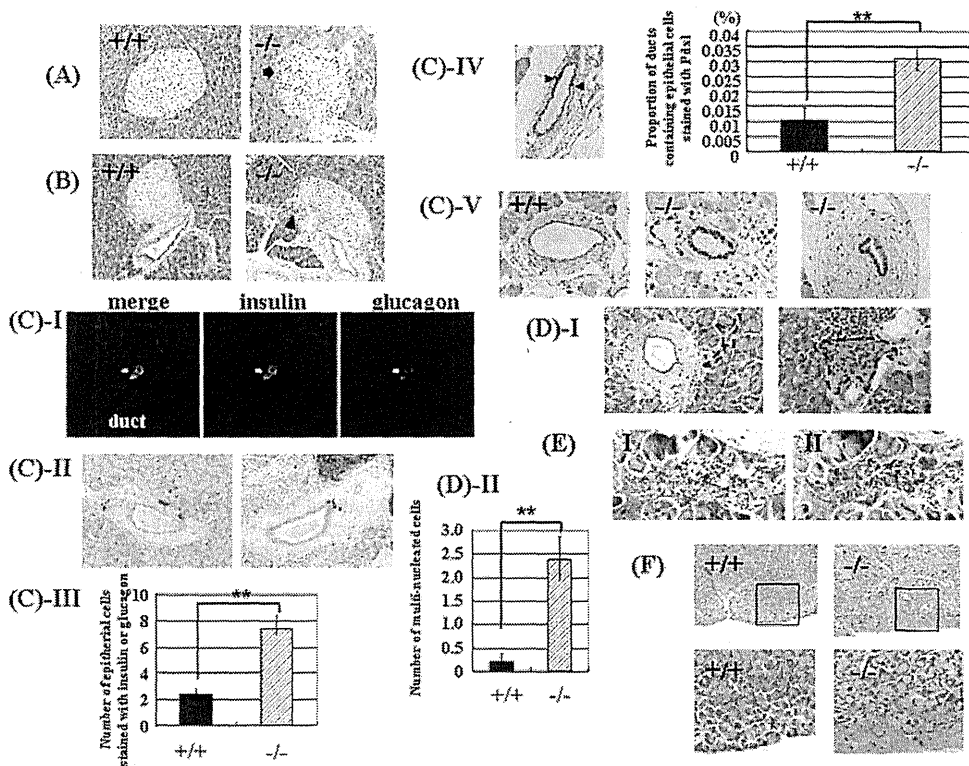 (A)
+/+
-/-
(B)
+/+
-/-
(C)-I
merge
insulin
glucagon
duct
(C)-II
(C)-III
Number of epitherial cells
stained with insulin or glucagon
10
8
6
4
2
0
**
+/+
-/-
(C)-IV
Proportion of ducts
containing epithelial cells
stained with Pdx1
(%)
0.04
0.035
0.03
0.025
0.02
0.015
0.01
0.005
0
**
+/+
-/-
(C)-V
+/+
-/-
-/-
(D)-I
(D)-II
Number of multi-nucleated cells
3.0
2.5
2.0
1.5
1.0
0.5
0
**
+/+
-/-
(E)
I
II
(F)
+/+
-/-
+/+
-/-